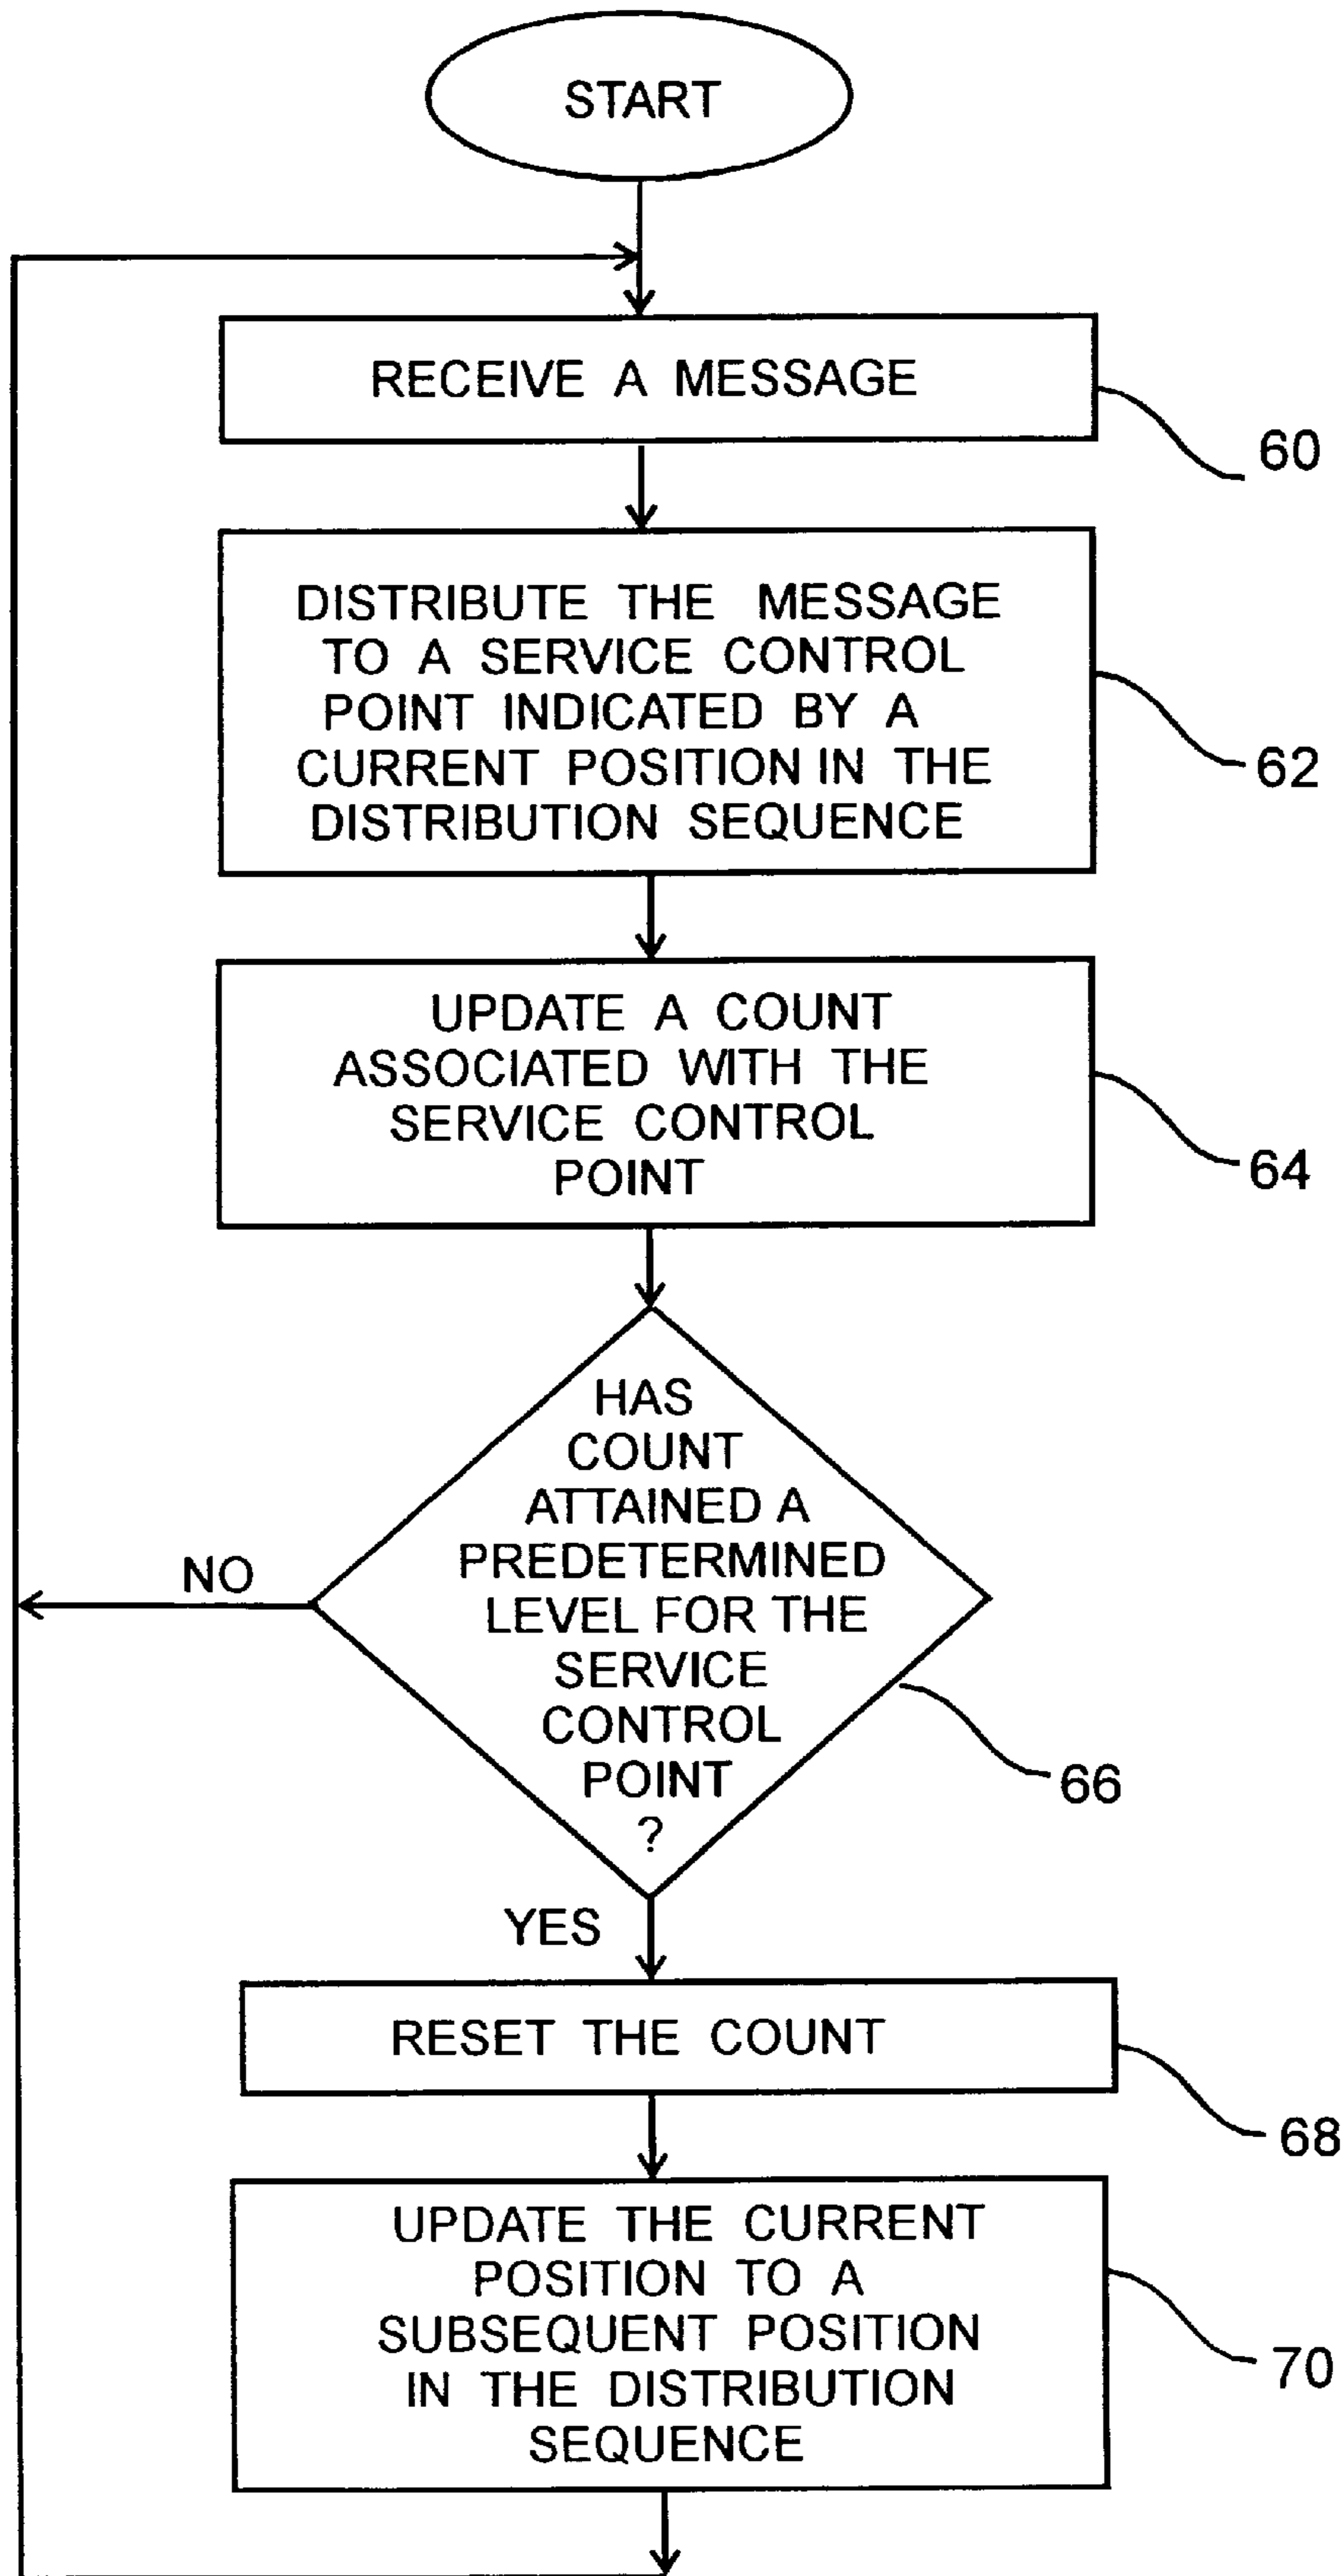 START
RECEIVE A MESSAGE
60
DISTRIBUTE THE MESSAGE
TO A SERVICE CONTROL
POINT INDICATED BY A
CURRENT POSITION IN THE
DISTRIBUTION SEQUENCE
62
UPDATE A COUNT
ASSOCIATED WITH THE
SERVICE CONTROL
POINT
64
HAS
COUNT
ATTAINED A
PREDETERMINED
LEVEL FOR THE
SERVICE
CONTROL
POINT
?
66
NO
YES
RESET THE COUNT
68
UPDATE THE CURRENT
POSITION TO A
SUBSEQUENT POSITION
IN THE DISTRIBUTION
SEQUENCE
70